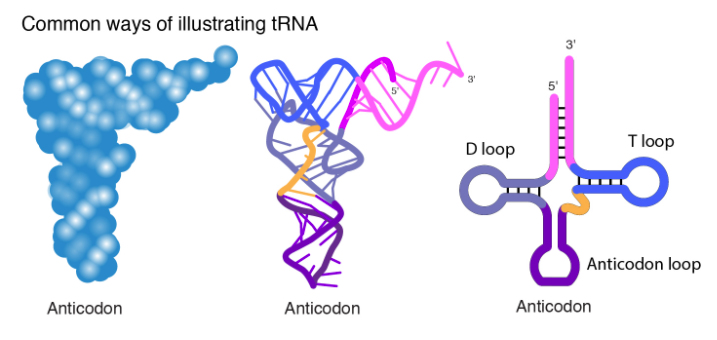 Common ways of illustrating tRNA
5'
3'
3'
5'
D loop
T loop
Anticodon loop
Anticodon
Anticodon
Anticodon